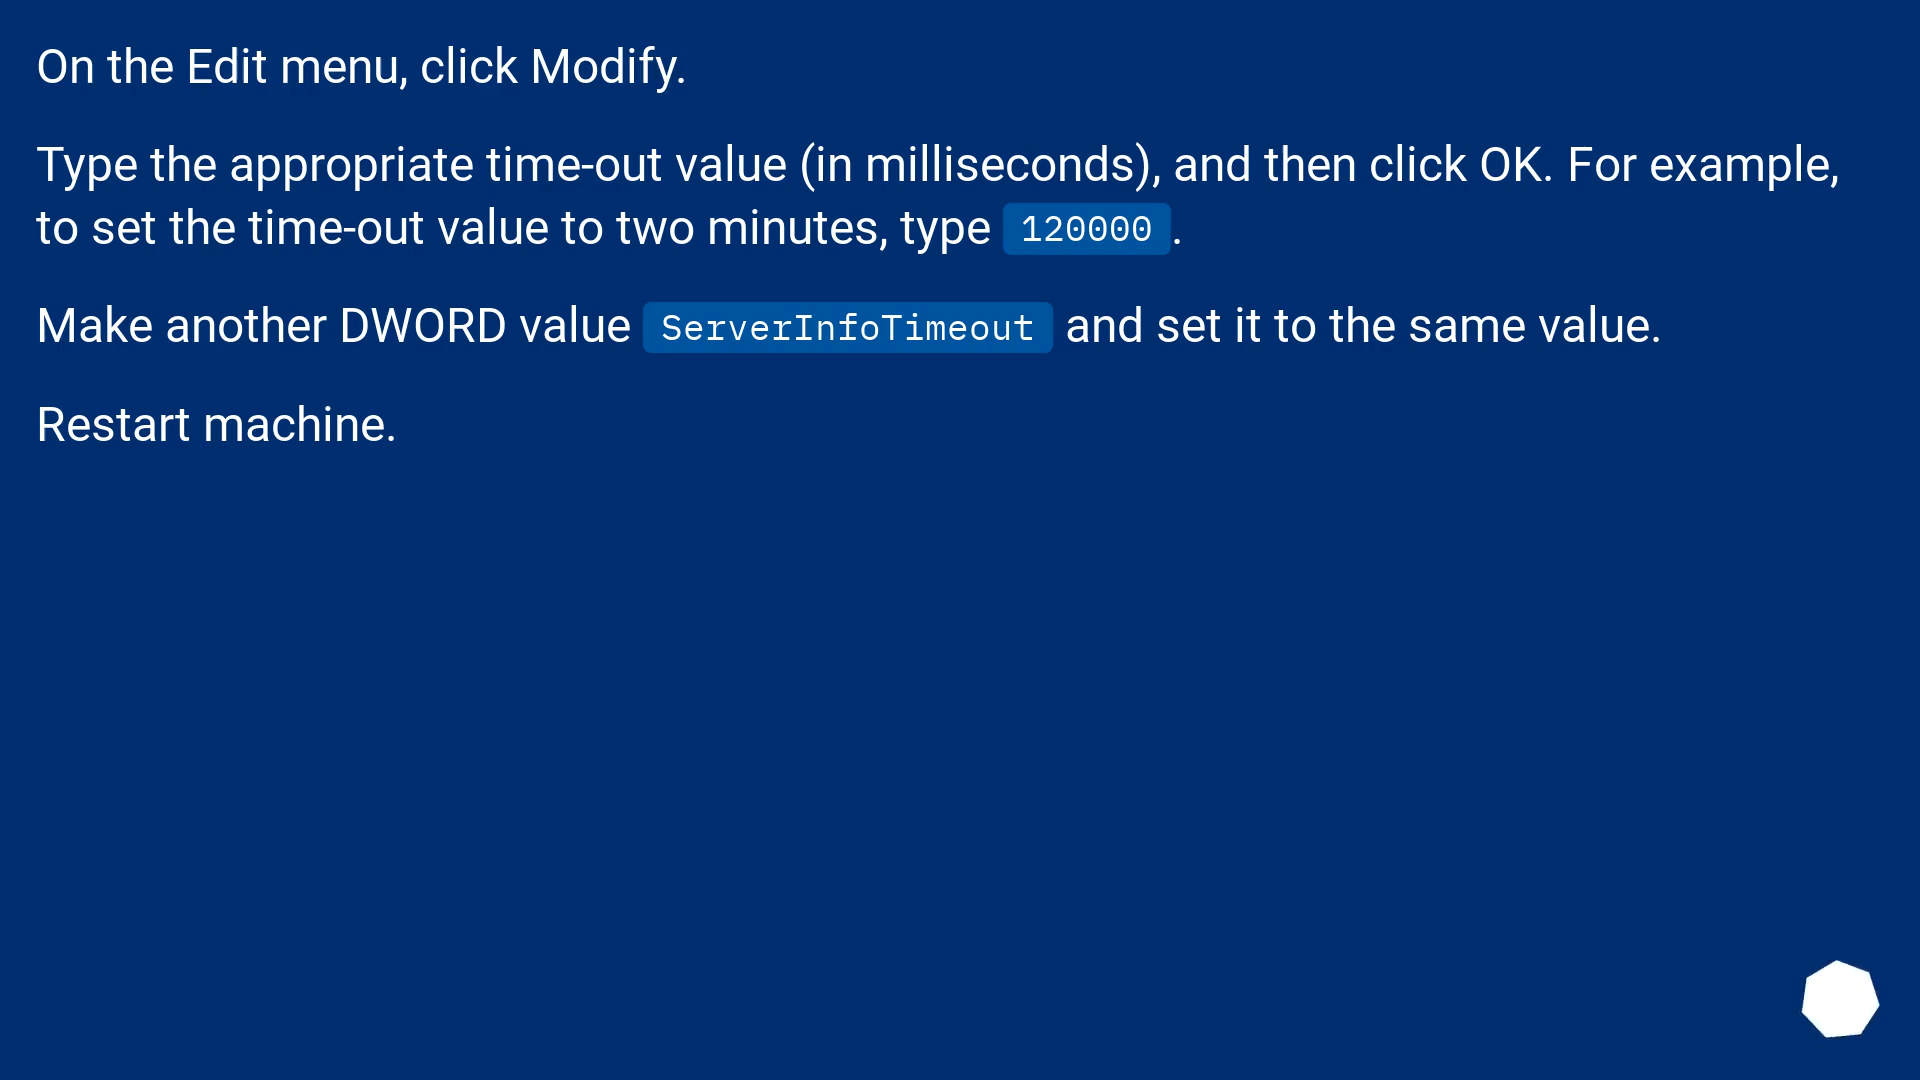 On the Edit menu, click Modify.
Type the appropriate time-out value (in milliseconds), and then click OK. For example,
to set the time-out value to two minutes, type 120000.
Make another DWORD value ServerInfoTimeout and set it to the same value.
Restart machine.